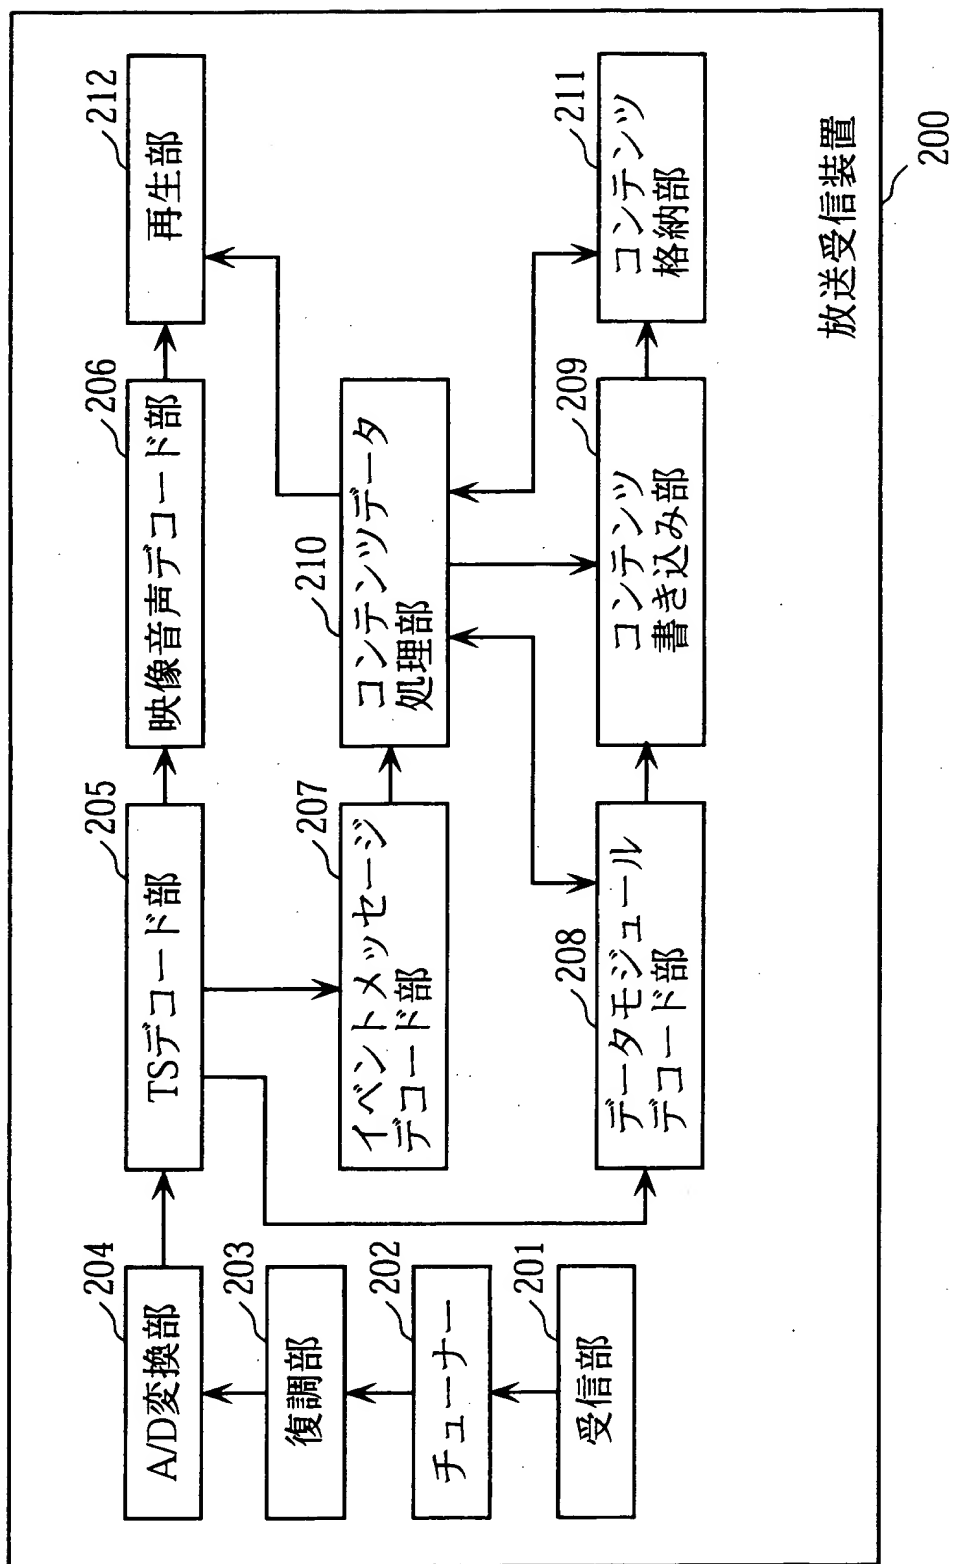 204
A/D変換部
203
復調部
202
チューナー
201
受信部
205
TSデコード部
207
イベントメッセージ
デコード部
208
データモジュール
デコード部
206
映像音声デコード部
210
コンテンツデータ
処理部
209
コンテンツ
書き込み部
212
再生部
211
コンテンツ
格納部
放送受信装置
200